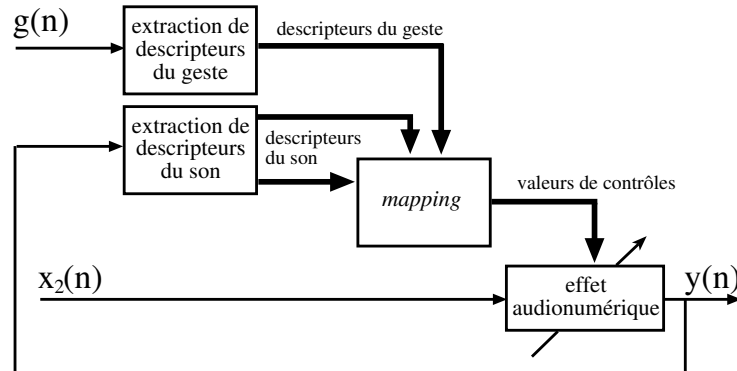 g(n)
extraction de
descripteurs
du geste
descripteurs du geste
extraction de
descripteurs
du son
descripteurs
du son
mapping
valeurs de contrôles
x₂(n)
effet
audionumérique
y(n)